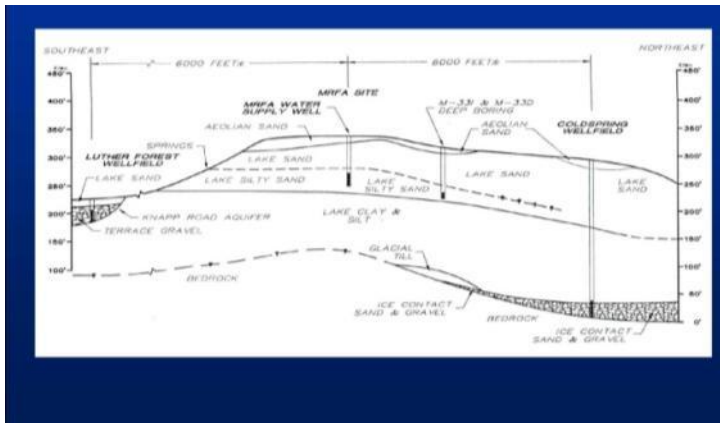 SOUTHEAST
NORTHEAST
6000 FEET±
6000 FEET±
MRFA SITE
MRFA WATER
SUPPLY WELL
AEOLIAN SAND
M-33I & M-33D
DEEP BORING
AEOLIAN
SAND
COLDSPRING
WELLFIELD
SPRINGS
LAKE SAND
LUTHER FOREST
WELLFIELD
LAKE SAND
LAKE SILTY SAND
LAKE
SILTY SAND
LAKE SAND
LAKE
SAND
KNAPP ROAD AQUIFER
TERRACE GRAVEL
LAKE CLAY &
SILT
GLACIAL
TILL
BEDROCK
ICE CONTACT
SAND & GRAVEL
BEDROCK
ICE CONTACT
SAND & GRAVEL
450'
400'
350'
300'
250'
200'
150'
100'
450'
400'
350'
300'
250'
200'
150'
100'
50'
0'